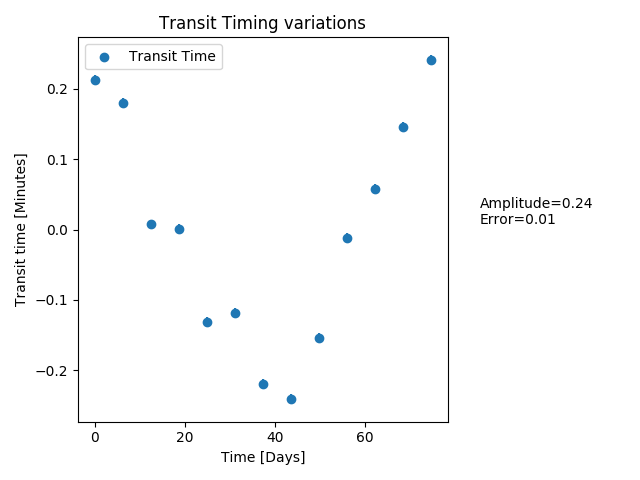 Transit Timing variations
Transit Time
0.2
0.1
0.0
−0.1
−0.2
Transit time [Minutes]
0
20
40
60
Time [Days]
Amplitude=0.24
Error=0.01